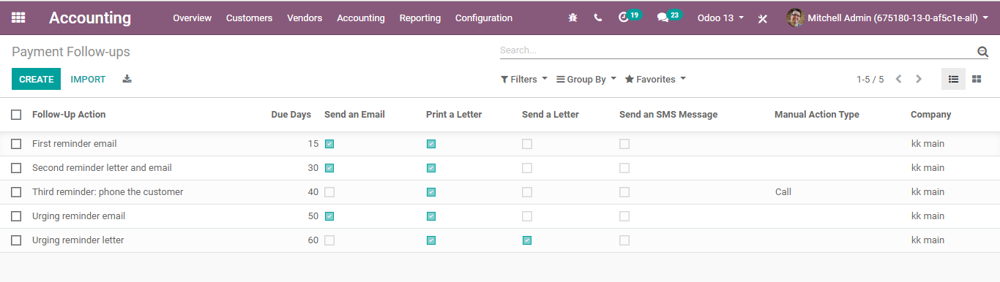 Accounting Overview Customers Vendors Accounting Reporting Configuration 19 23 Odoo 13 Mitchell Admin (675180-13-0-af5c1e-all)
Payment Follow-ups Search...
CREATE IMPORT Filters Group By Favorites 1-5 / 5
Follow-Up Action Due Days Send an Email Print a Letter Send a Letter Send an SMS Message Manual Action Type Company
First reminder email 15 kk main
Second reminder letter and email 30 kk main
Third reminder: phone the customer 40 Call kk main
Urging reminder email 50 kk main
Urging reminder letter 60 kk main